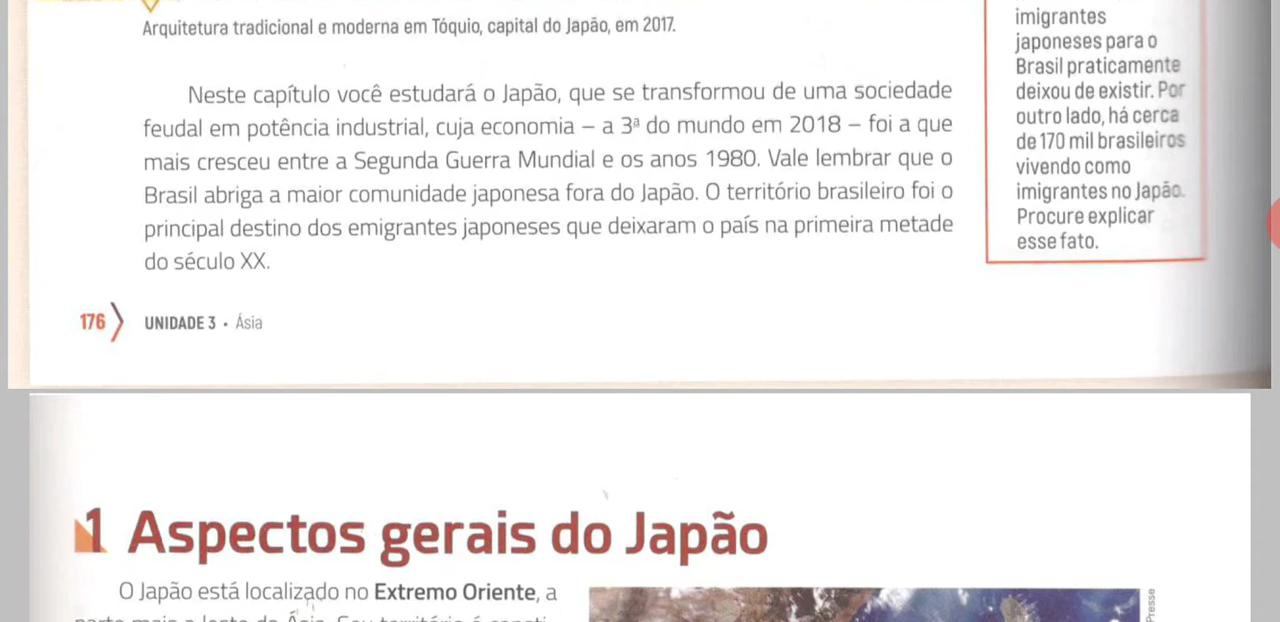 Arquitetura tradicional e moderna em Tóquio, capital do Japão, em 2017.
Neste capítulo você estudará o Japão, que se transformou de uma sociedade
feudal em potência industrial, cuja economia – a 3ª do mundo em 2018 – foi a que
mais cresceu entre a Segunda Guerra Mundial e os anos 1980. Vale lembrar que o
Brasil abriga a maior comunidade japonesa fora do Japão. O território brasileiro foi o
principal destino dos emigrantes japoneses que deixaram o país na primeira metade
do século XX.
imigrantes
japoneses para o
Brasil praticamente
deixou de existir. Por
outro lado, há cerca
de 170 mil brasileiros
vivendo como
imigrantes no Japão.
Procure explicar
esse fato.
176 UNIDADE 3 • Ásia
1 Aspectos gerais do Japão
O Japão está localizado no Extremo Oriente, a
Presse